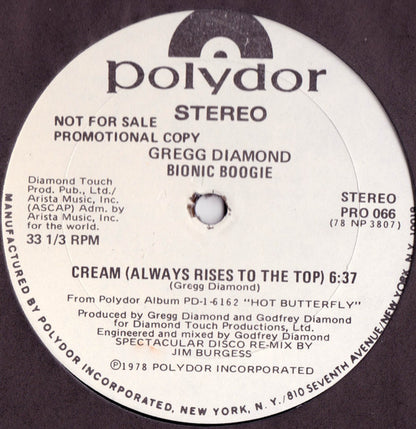 polydor
STEREO
NOT FOR SALE
PROMOTIONAL COPY
GREGG DIAMOND
BIONIC BOOGIE
Diamond Touch
Prod. Pub., Ltd./
Arista Music, Inc.
(ASCAP) Adm. by
Arista Music, Inc.
for the world.
33 1/3 RPM
STEREO
PRO 066
(78 NP 3807)
CREAM (ALWAYS RISES TO THE TOP) 6:37
(Gregg Diamond)
From Polydor Album PD-1-6162 "HOT BUTTERFLY"
Produced by Gregg Diamond and Godfrey Diamond
for Diamond Touch Productions, Ltd.
Engineered and mixed by Godfrey Diamond
SPECTACULAR DISCO RE-MIX BY
JIM BURGESS
Ⓟ©1978 POLYDOR INCORPORATED
MANUFACTURED BY POLYDOR INCORPORATED, NEW YORK, N. Y./810 SEVENTH AVENUE/NEW YORK, N.Y.